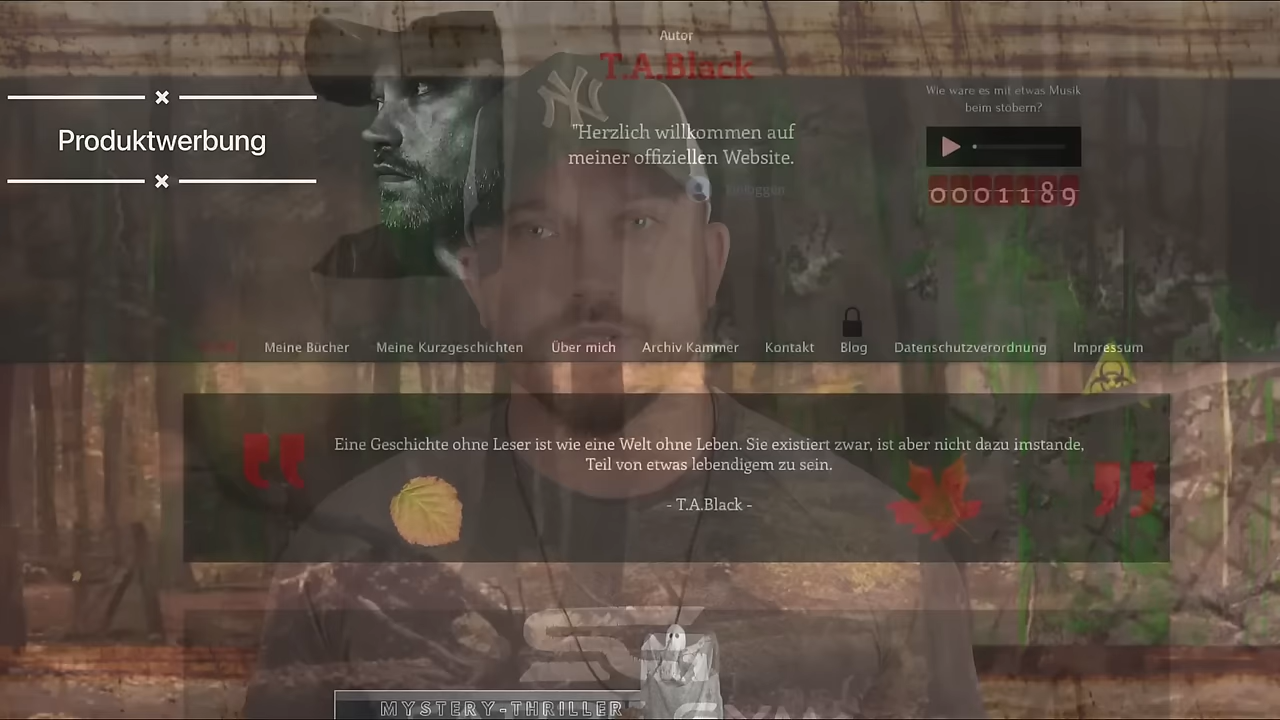 Autor
T.A.Black
Wie wäre es mit etwas Musik
beim stöbern?
Produktwerbung
"Herzlich willkommen auf
meiner offiziellen Website.
Einloggen
0001189
Meine Bücher Meine Kurzgeschichten Über mich Archiv Kammer Kontakt Blog Datenschutzverordnung Impressum
Eine Geschichte ohne Leser ist wie eine Welt ohne Leben. Sie existiert zwar, ist aber nicht dazu imstande,
Teil von etwas lebendigem zu sein.
- T.A.Black -
MYSTERY-THRILLER